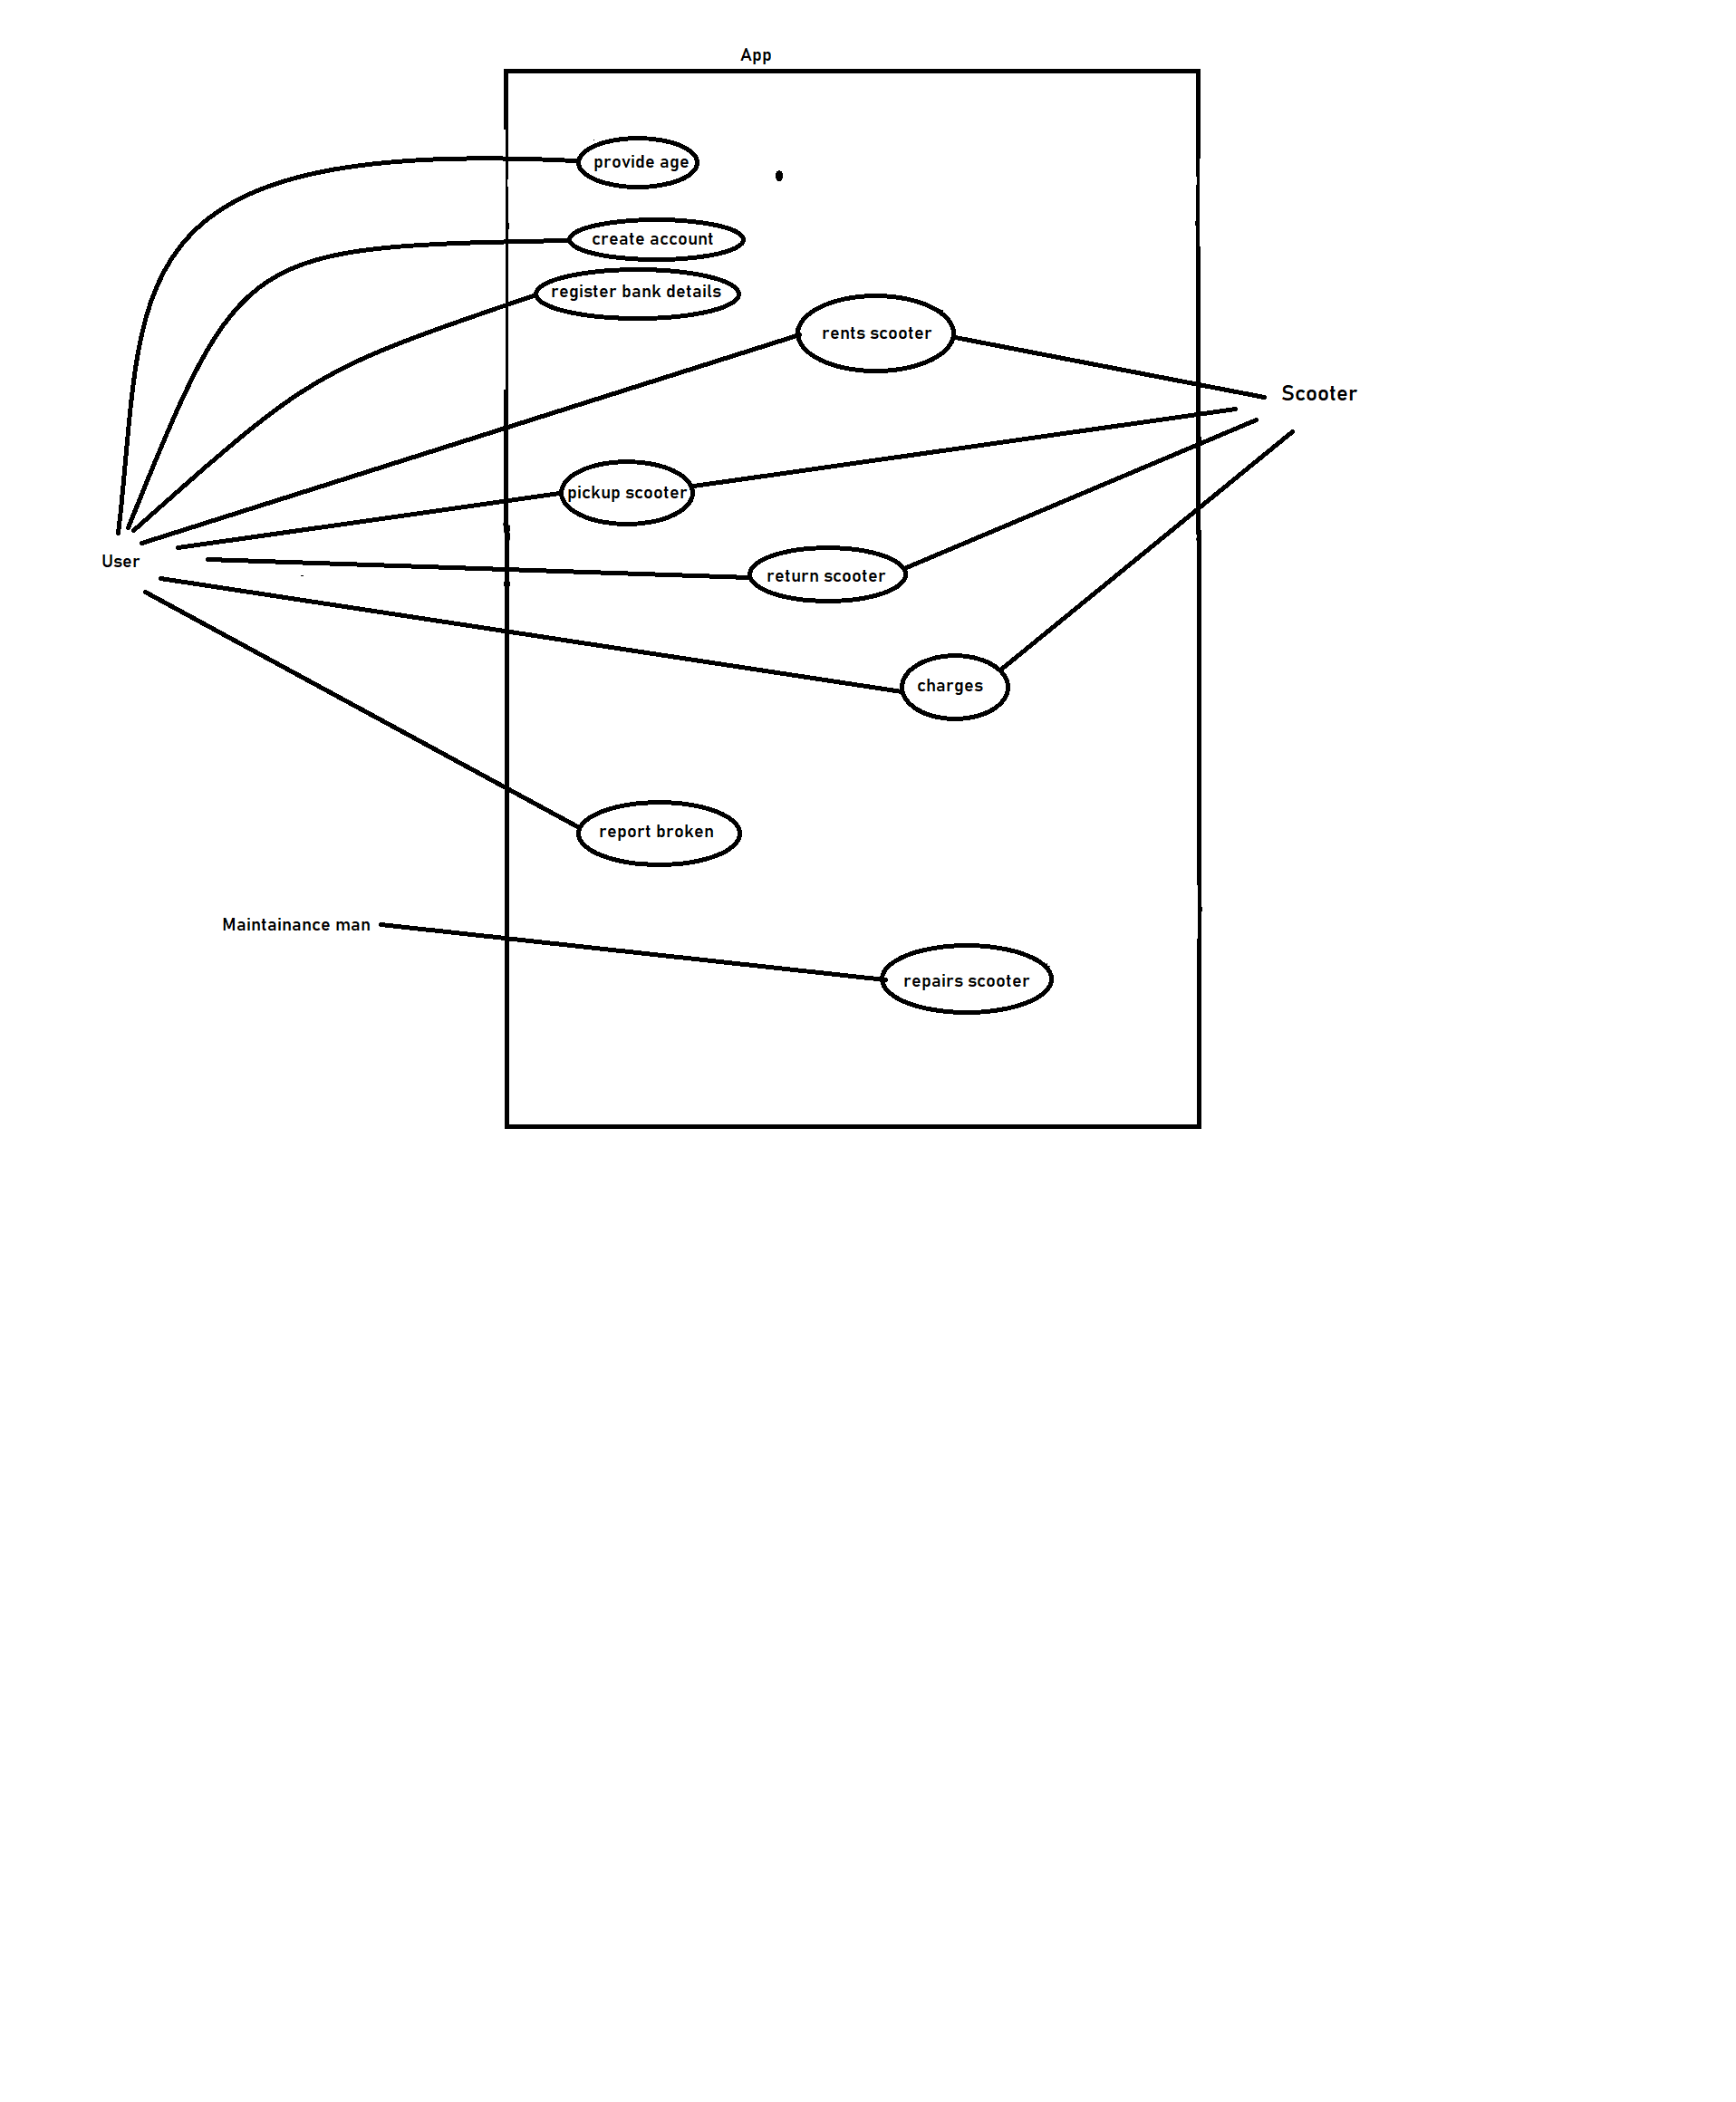 App
provide age
create account
register bank details
rents scooter
Scooter
pickup scooter
User
return scooter
charges
report broken
Maintainance man
repairs scooter